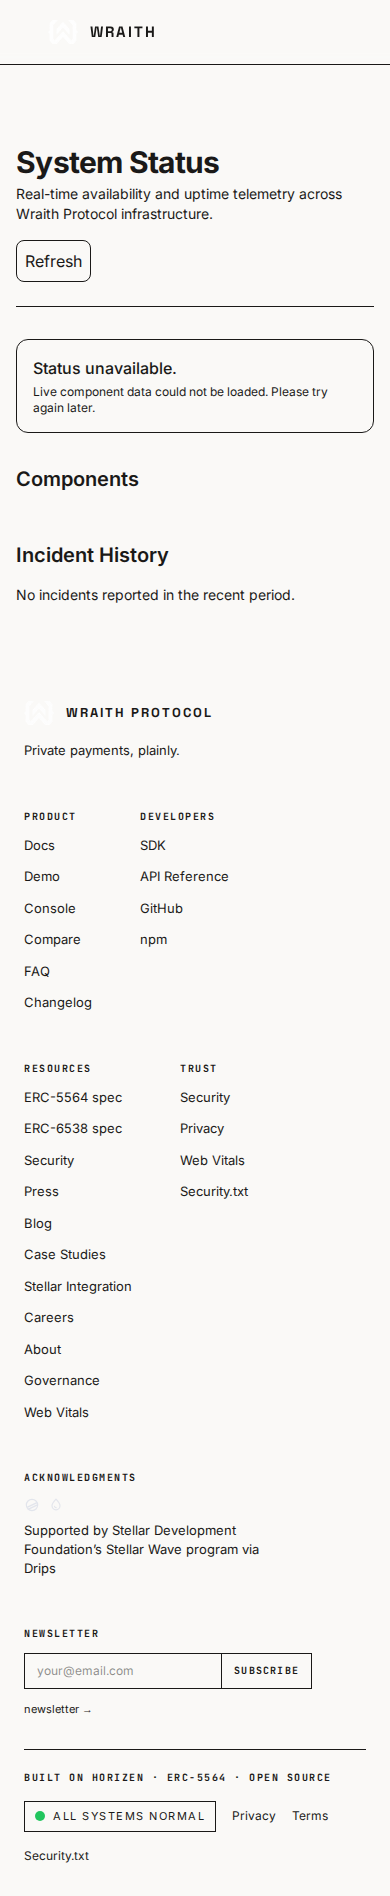 WRAITH
System Status
Real-time availability and uptime telemetry across
Wraith Protocol infrastructure.
Refresh
Status unavailable.
Live component data could not be loaded. Please try
again later.
Components
Incident History
No incidents reported in the recent period.
WRAITH PROTOCOL
Private payments, plainly.
PRODUCT
Docs
Demo
Console
Compare
FAQ
Changelog
DEVELOPERS
SDK
API Reference
GitHub
npm
RESOURCES
ERC-5564 spec
ERC-6538 spec
Security
Press
Blog
Case Studies
Stellar Integration
Careers
About
Governance
Web Vitals
TRUST
Security
Privacy
Web Vitals
Security.txt
ACKNOWLEDGMENTS
Supported by Stellar Development
Foundation’s Stellar Wave program via
Drips
NEWSLETTER
your@email.com
SUBSCRIBE
newsletter →
BUILT ON HORIZEN · ERC-5564 · OPEN SOURCE
ALL SYSTEMS NORMAL
Privacy
Terms
Security.txt